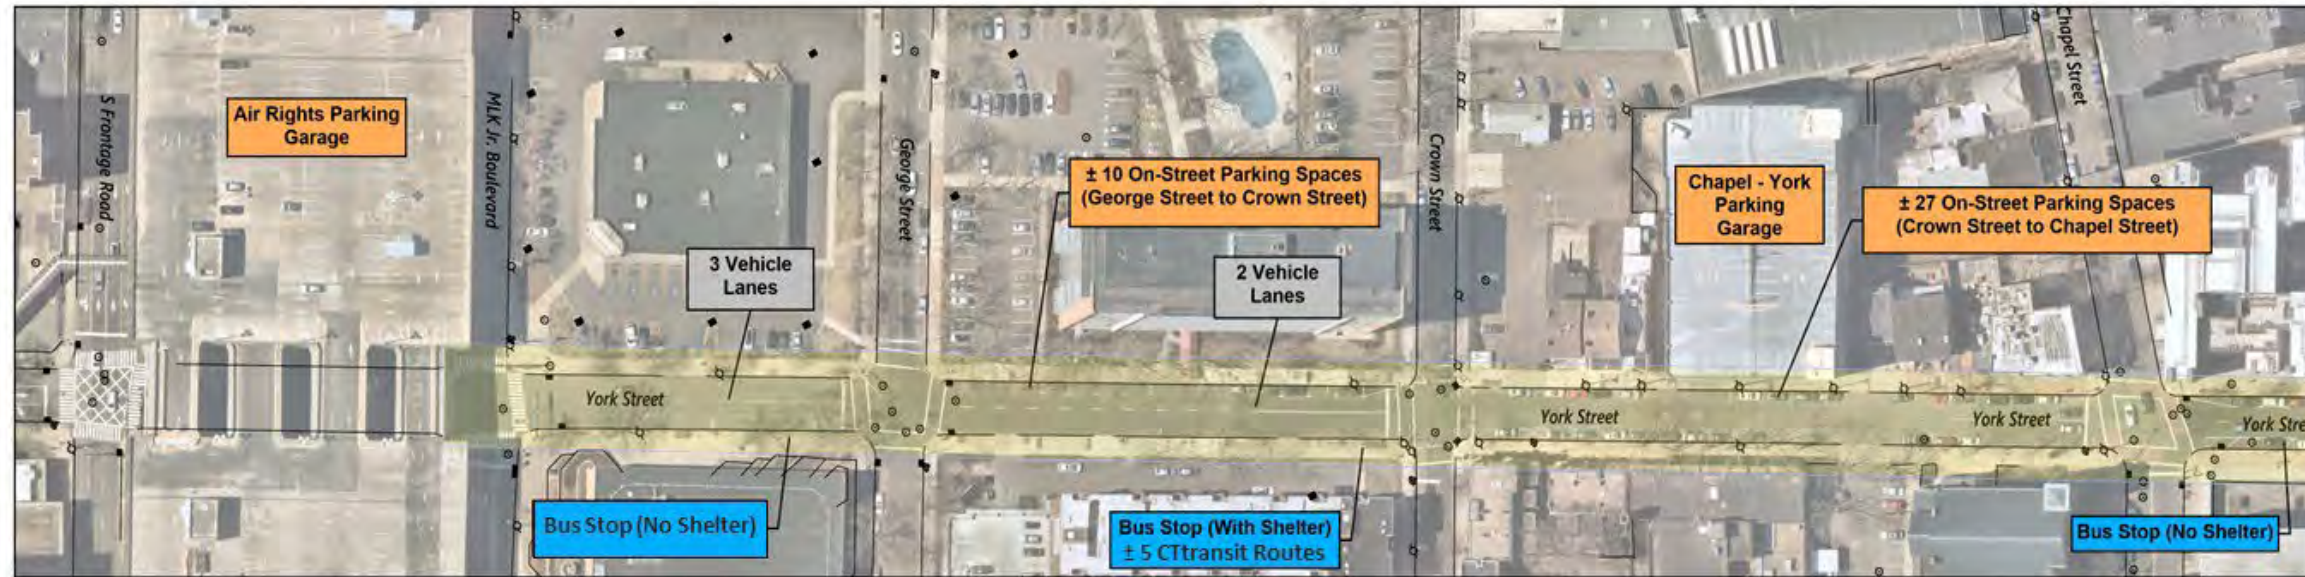 S Frontage Road
Air Rights Parking
Garage
MLK Jr, Boulevard
3 Vehicle
Lanes
George Street
± 10 On-Street Parking Spaces
(George Street to Crown Street)
2 Vehicle
Lanes
Crown Street
Chapel - York
Parking
Garage
± 27 On-Street Parking Spaces
(Crown Street to Chapel Street)
Chapel Street
York Street
York Street
York Street
York Stre
Bus Stop (No Shelter)
Bus Stop (With Shelter)
± 5 CTtransit Routes
Bus Stop (No Shelter)